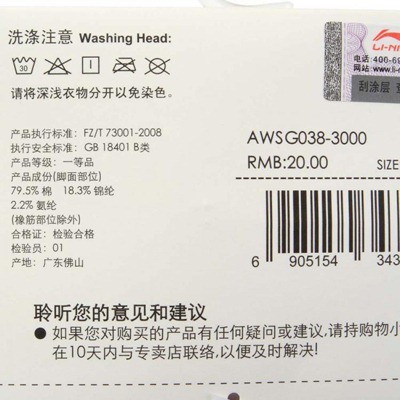 洗涤注意 Washing Head:
30
请将深浅衣物分开以免染色。
产品执行标准: FZ/T 73001-2008
执行安全标准: GB 18401 B类
产品等级: 一等品
产品成份(脚面部位)
79.5% 棉 18.3% 锦纶
2.2% 氨纶
(橡筋部位除外)
合格证: 检验合格
检验员: 01
产地: 广东佛山
LI-N
电话:400-69
网站:www.li-
刮涂层
AWSG038-3000
RMB:20.00 SIZE
6 905154 343
聆听您的意见和建议
●如果您对购买的产品有任何疑问或建议,请持购物小
在10天内与专卖店联络,以便及时解决!